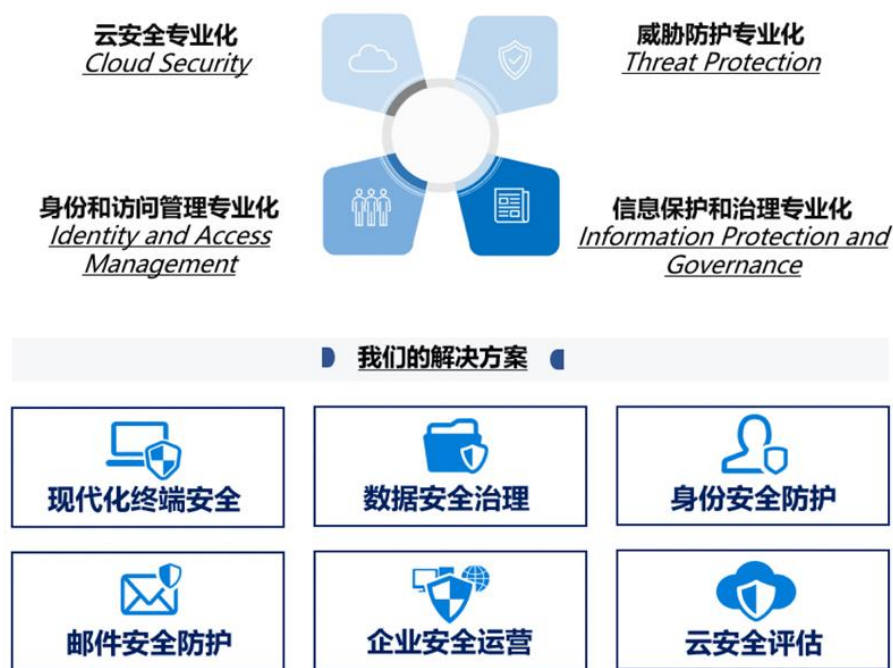 云安全专业化
Cloud Security
威胁防护专业化
Threat Protection
身份和访问管理专业化
Identity and Access
Management
信息保护和治理专业化
Information Protection and
Governance
我们的解决方案
现代化终端安全
数据安全治理
身份安全防护
邮件安全防护
企业安全运营
云安全评估